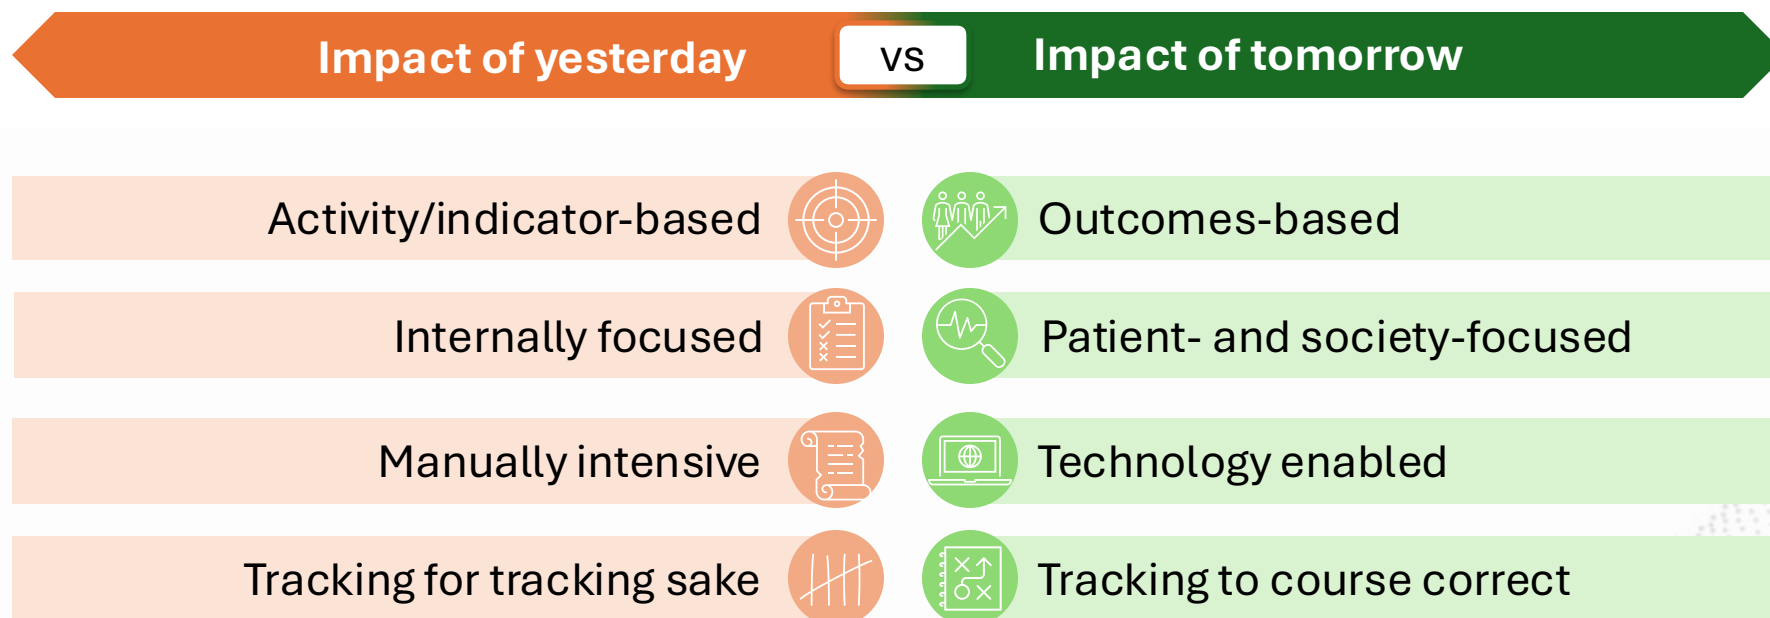 Impact of yesterday
vs
Impact of tomorrow
Activity/indicator-based
Outcomes-based
Internally focused
Patient- and society-focused
Manually intensive
Technology enabled
Tracking for tracking sake
Tracking to course correct